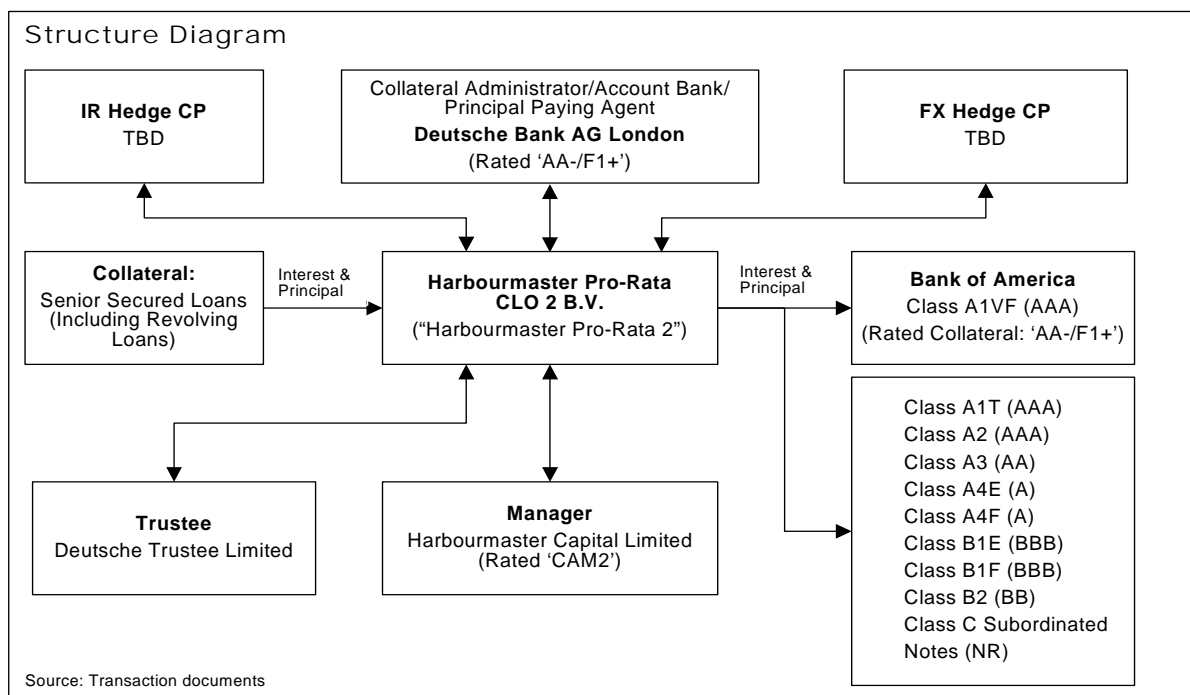 Structure Diagram
IR Hedge CP
TBD
Collateral Administrator/Account Bank/
Principal Paying Agent
Deutsche Bank AG London
(Rated ‘AA-/F1+’)
FX Hedge CP
TBD
Collateral:
Senior Secured Loans
(Including Revolving
Loans)
Interest &
Principal
Harbourmaster Pro-Rata
CLO 2 B.V.
(“Harbourmaster Pro-Rata 2”)
Interest &
Principal
Bank of America
Class A1VF (AAA)
(Rated Collateral: ‘AA-/F1+’)
Class A1T (AAA)
Class A2 (AAA)
Class A3 (AA)
Class A4E (A)
Class A4F (A)
Class B1E (BBB)
Class B1F (BBB)
Class B2 (BB)
Class C Subordinated
Notes (NR)
Trustee
Deutsche Trustee Limited
Manager
Harbourmaster Capital Limited
(Rated ‘CAM2’)
Source: Transaction documents